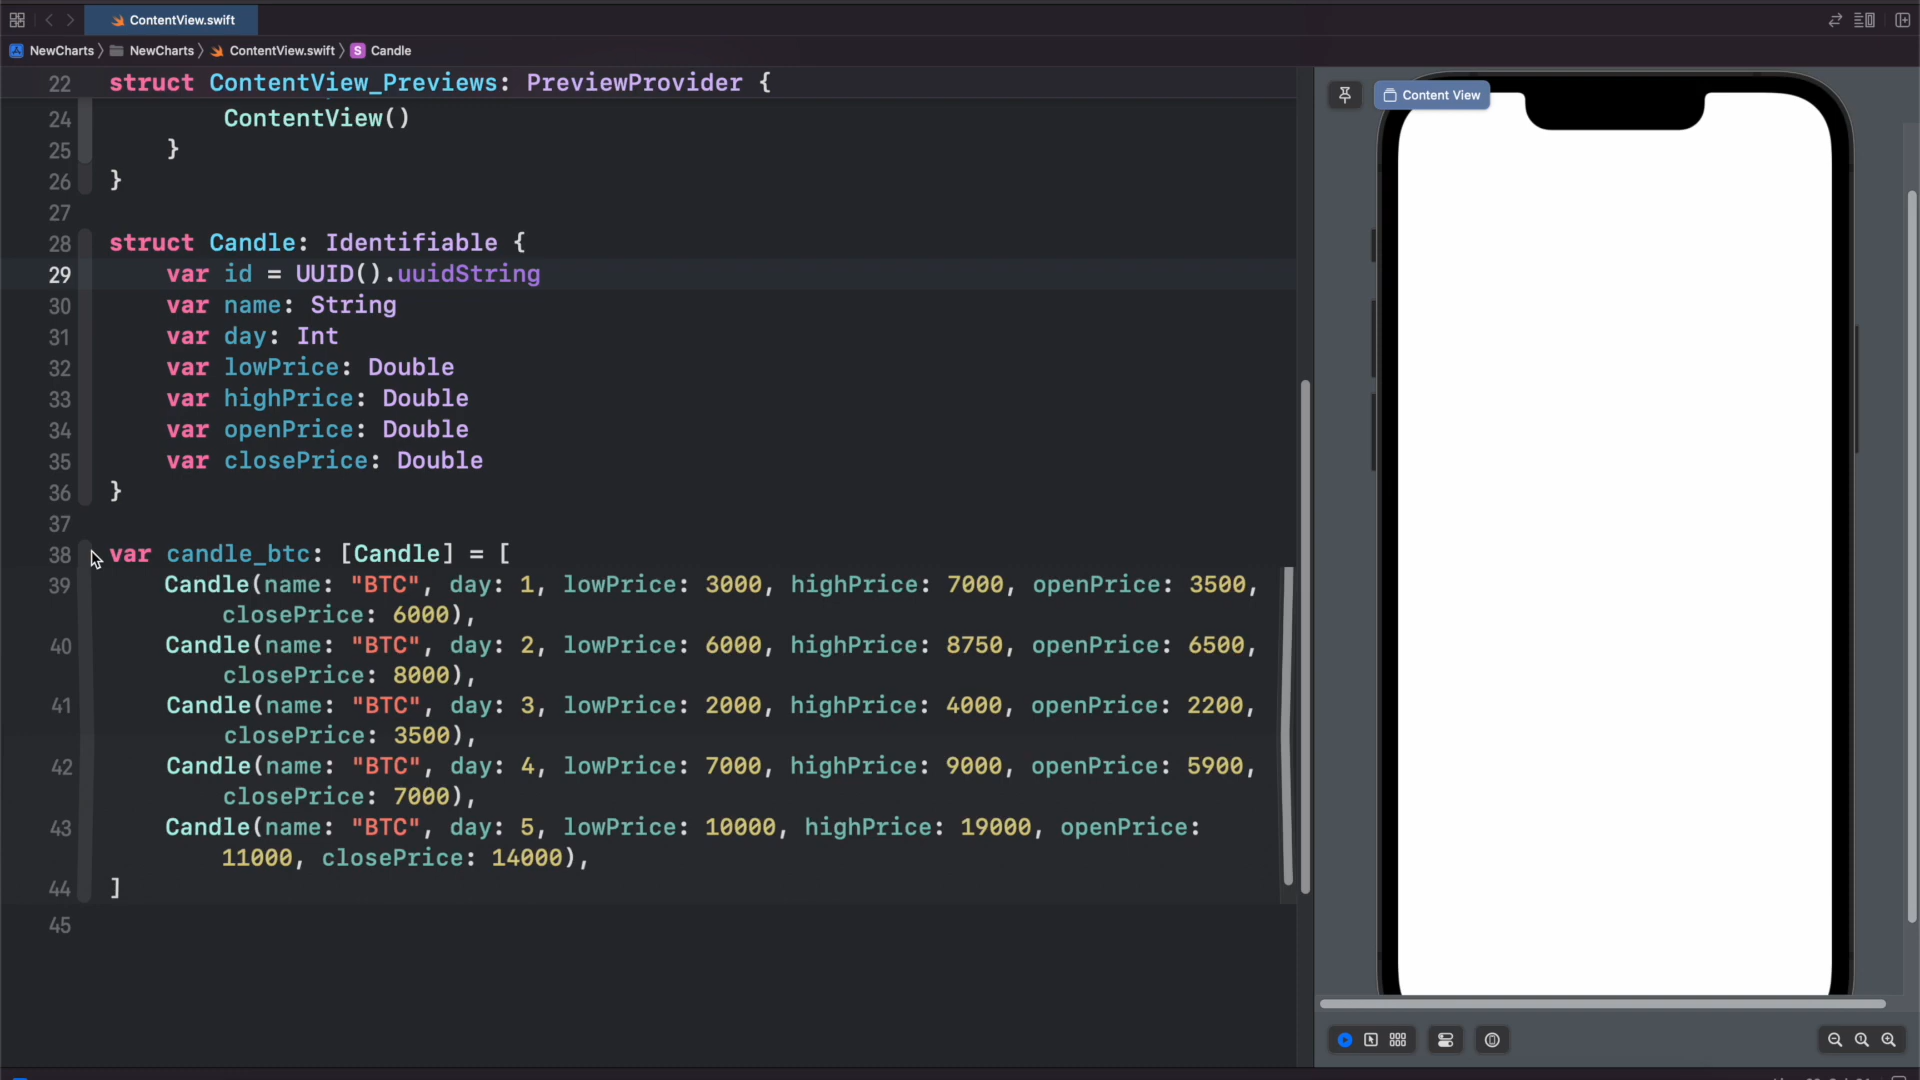 ContentView.swift
NewCharts
NewCharts
ContentView.swift
S Candle
22 struct ContentView_Previews: PreviewProvider {
24 ContentView()
25 }
26 }
27
28 struct Candle: Identifiable {
29 var id = UUID().uuidString
30 var name: String
31 var day: Int
32 var lowPrice: Double
33 var highPrice: Double
34 var openPrice: Double
35 var closePrice: Double
36 }
37
38 var candle_btc: [Candle] = [
39 Candle(name: "BTC", day: 1, lowPrice: 3000, highPrice: 7000, openPrice: 3500,
closePrice: 6000),
40 Candle(name: "BTC", day: 2, lowPrice: 6000, highPrice: 8750, openPrice: 6500,
closePrice: 8000),
41 Candle(name: "BTC", day: 3, lowPrice: 2000, highPrice: 4000, openPrice: 2200,
closePrice: 3500),
42 Candle(name: "BTC", day: 4, lowPrice: 7000, highPrice: 9000, openPrice: 5900,
closePrice: 7000),
43 Candle(name: "BTC", day: 5, lowPrice: 10000, highPrice: 19000, openPrice:
11000, closePrice: 14000),
44 ]
45
Content View